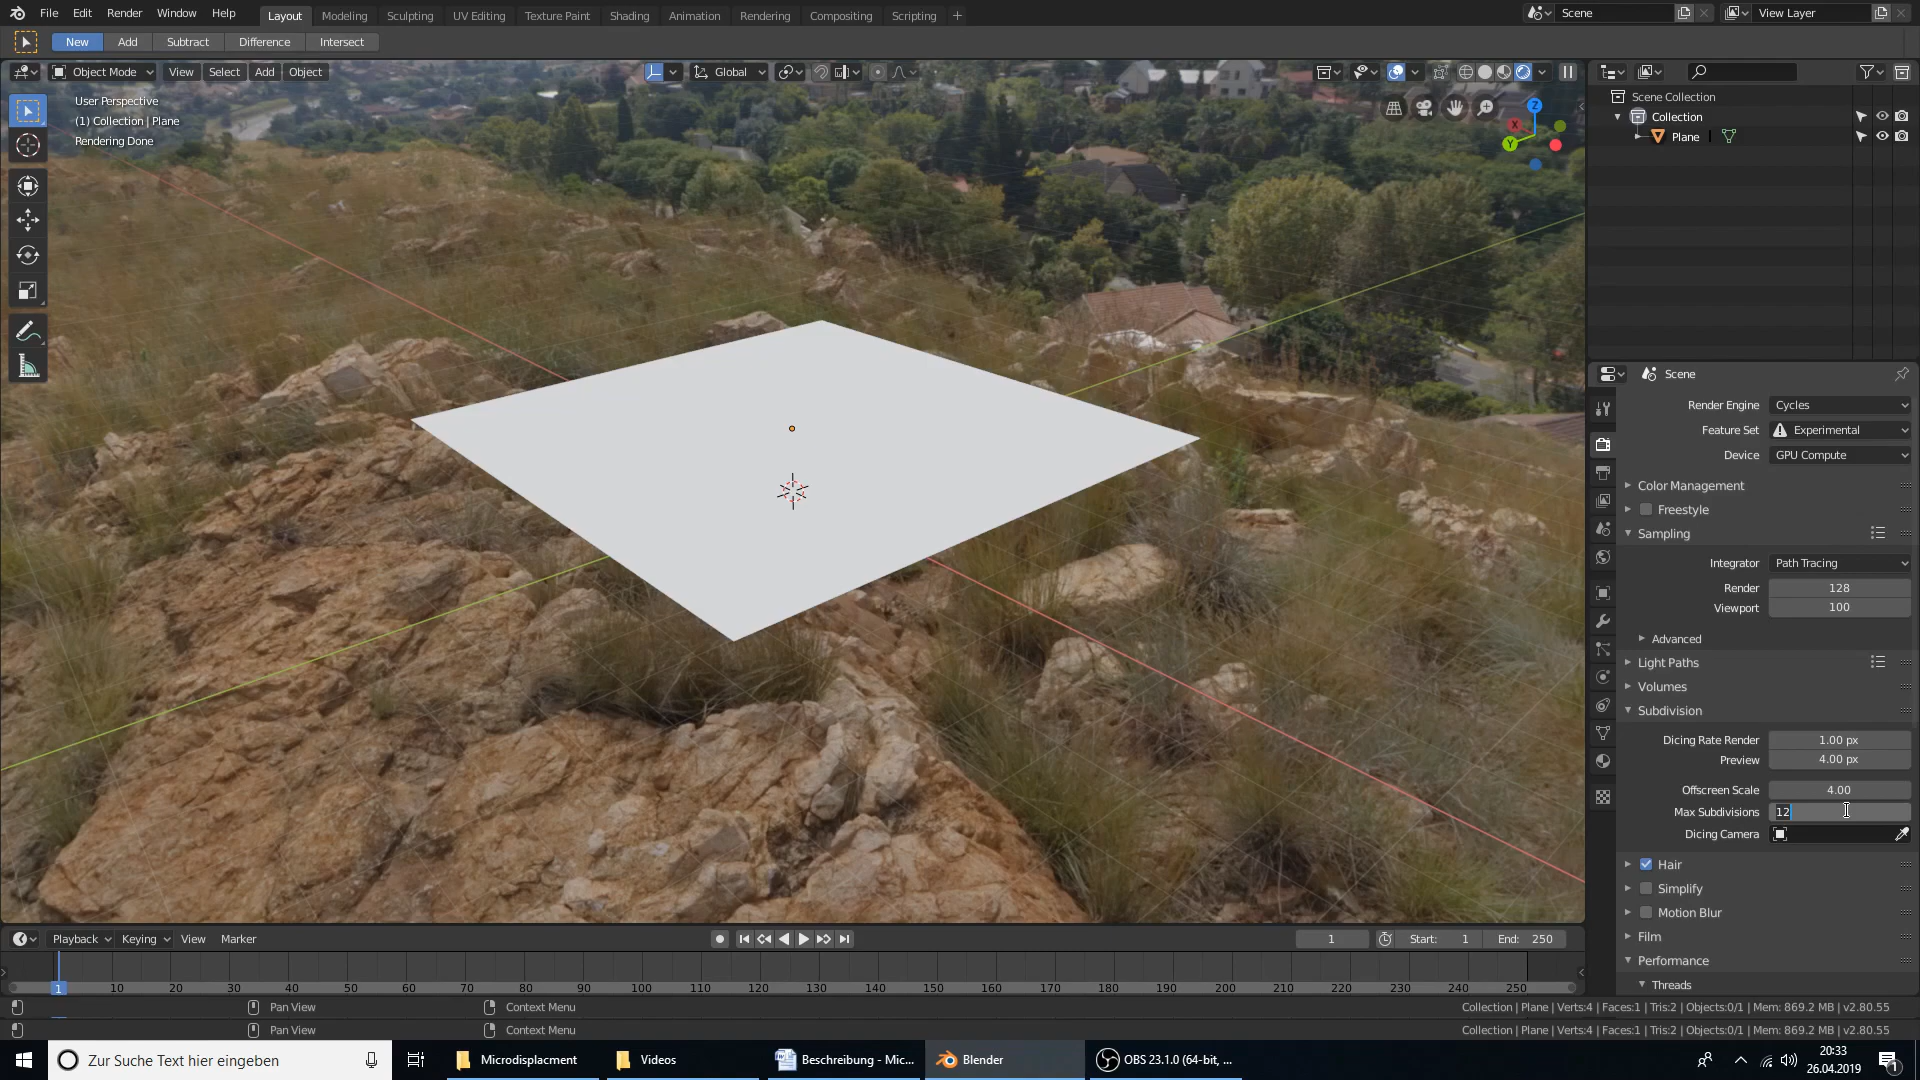 File Edit Render Window Help Layout Modeling Sculpting UV Editing Texture Paint Shading Animation Rendering Compositing Scripting + Scene View Layer
New Add Subtract Difference Intersect
Object Mode View Select Add Object Global
User Perspective
(1) Collection | Plane
Rendering Done
Z
X
Y
Scene Collection
Collection
Plane
Scene
Render Engine Cycles
Feature Set Experimental
Device GPU Compute
Color Management
Freestyle
Sampling
Integrator Path Tracing
Render 128
Viewport 100
Advanced
Light Paths
Volumes
Subdivision
Dicing Rate Render 1.00 px
Preview 4.00 px
Offscreen Scale 4.00
Max Subdivisions 12
Dicing Camera
Hair
Simplify
Motion Blur
Film
Performance
Threads
Playback Keying View Marker 1 Start: 1 End: 250
1 10 20 30 40 50 60 70 80 90 100 110 120 130 140 150 160 170 180 190 200 210 220 230 240 250
Pan View Context Menu Collection | Plane | Verts:4 | Faces:1 | Tris:2 | Objects:0/1 | Mem: 869.2 MB | v2.80.55
Pan View Context Menu Collection | Plane | Verts:4 | Faces:1 | Tris:2 | Objects:0/1 | Mem: 869.2 MB | v2.80.55
Zur Suche Text hier eingeben Microdisplacment Videos Beschreibung - Mic... Blender OBS 23.1.0 (64-bit, ... 20:33
26.04.2019 1